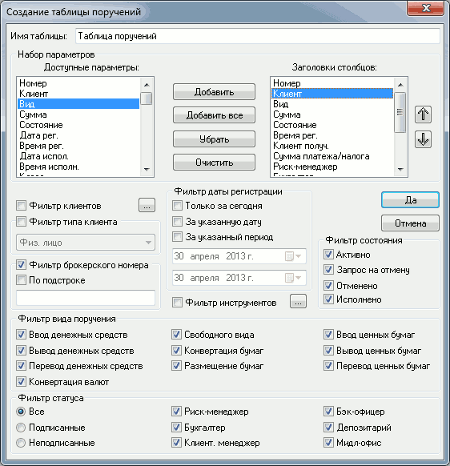 Создание таблицы поручений
Имя таблицы: Таблица поручений
Набор параметров
Доступные параметры:
Номер
Клиент
Вид
Сумма
Состояние
Дата рег.
Время рег.
Дата испол.
Время исполн.
Добавить
Добавить все
Убрать
Очистить
Заголовки столбцов:
Номер
Клиент
Вид
Сумма
Состояние
Время рег.
Клиент получ.
Сумма платежа/налога
Риск-менеджер
Фильтр клиентов ...
Фильтр типа клиента
Физ. лицо
Фильтр брокерского номера
По подстроке
Фильтр даты регистрации
Только за сегодня
За указанную дату
За указанный период
30 апреля 2013 г.
30 апреля 2013 г.
Фильтр инструментов ...
Да
Отмена
Фильтр состояния
Активно
Запрос на отмену
Отменено
Исполнено
Фильтр вида поручения
Ввод денежных средств
Свободного вида
Ввод ценных бумаг
Вывод денежных средств
Конвертация бумаг
Вывод ценных бумаг
Перевод денежных средств
Размещение бумаг
Перевод ценных бумаг
Конвертация валют
Фильтр статуса
Все
Риск-менеджер
Бэк-офицер
Подписанные
Бухгалтер
Депозитарий
Неподписанные
Клиент. менеджер
Мидл-офис